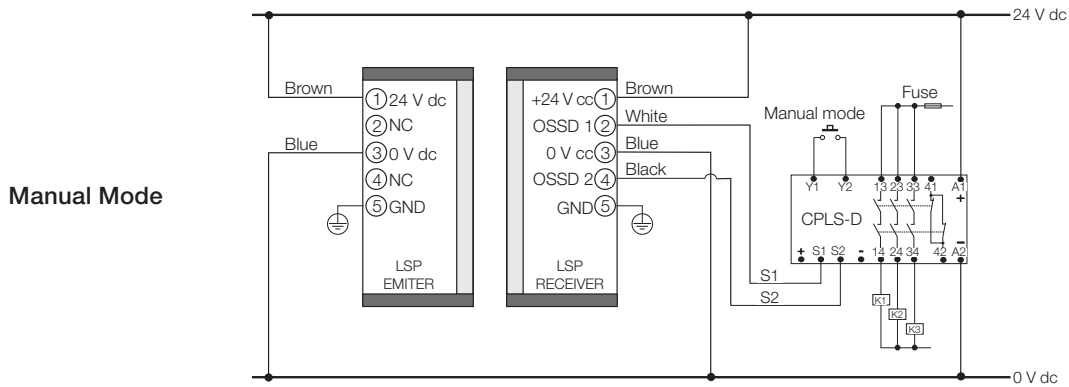 24 V dc
Brown
1 24 V dc
2 NC
Blue
3 0 V dc
4 NC
5 GND
LSP
EMITER
+24 V cc 1
Brown
OSSD 1 2
White
0 V cc 3
Blue
OSSD 2 4
Black
GND 5
LSP
RECEIVER
Manual Mode
Fuse
Manual mode
Y1 Y2 13 23 33 41 A1
+
CPLS-D
+ S1 S2 - 14 24 34 42 A2
-
S1
S2
K1
K2
K3
0 V dc